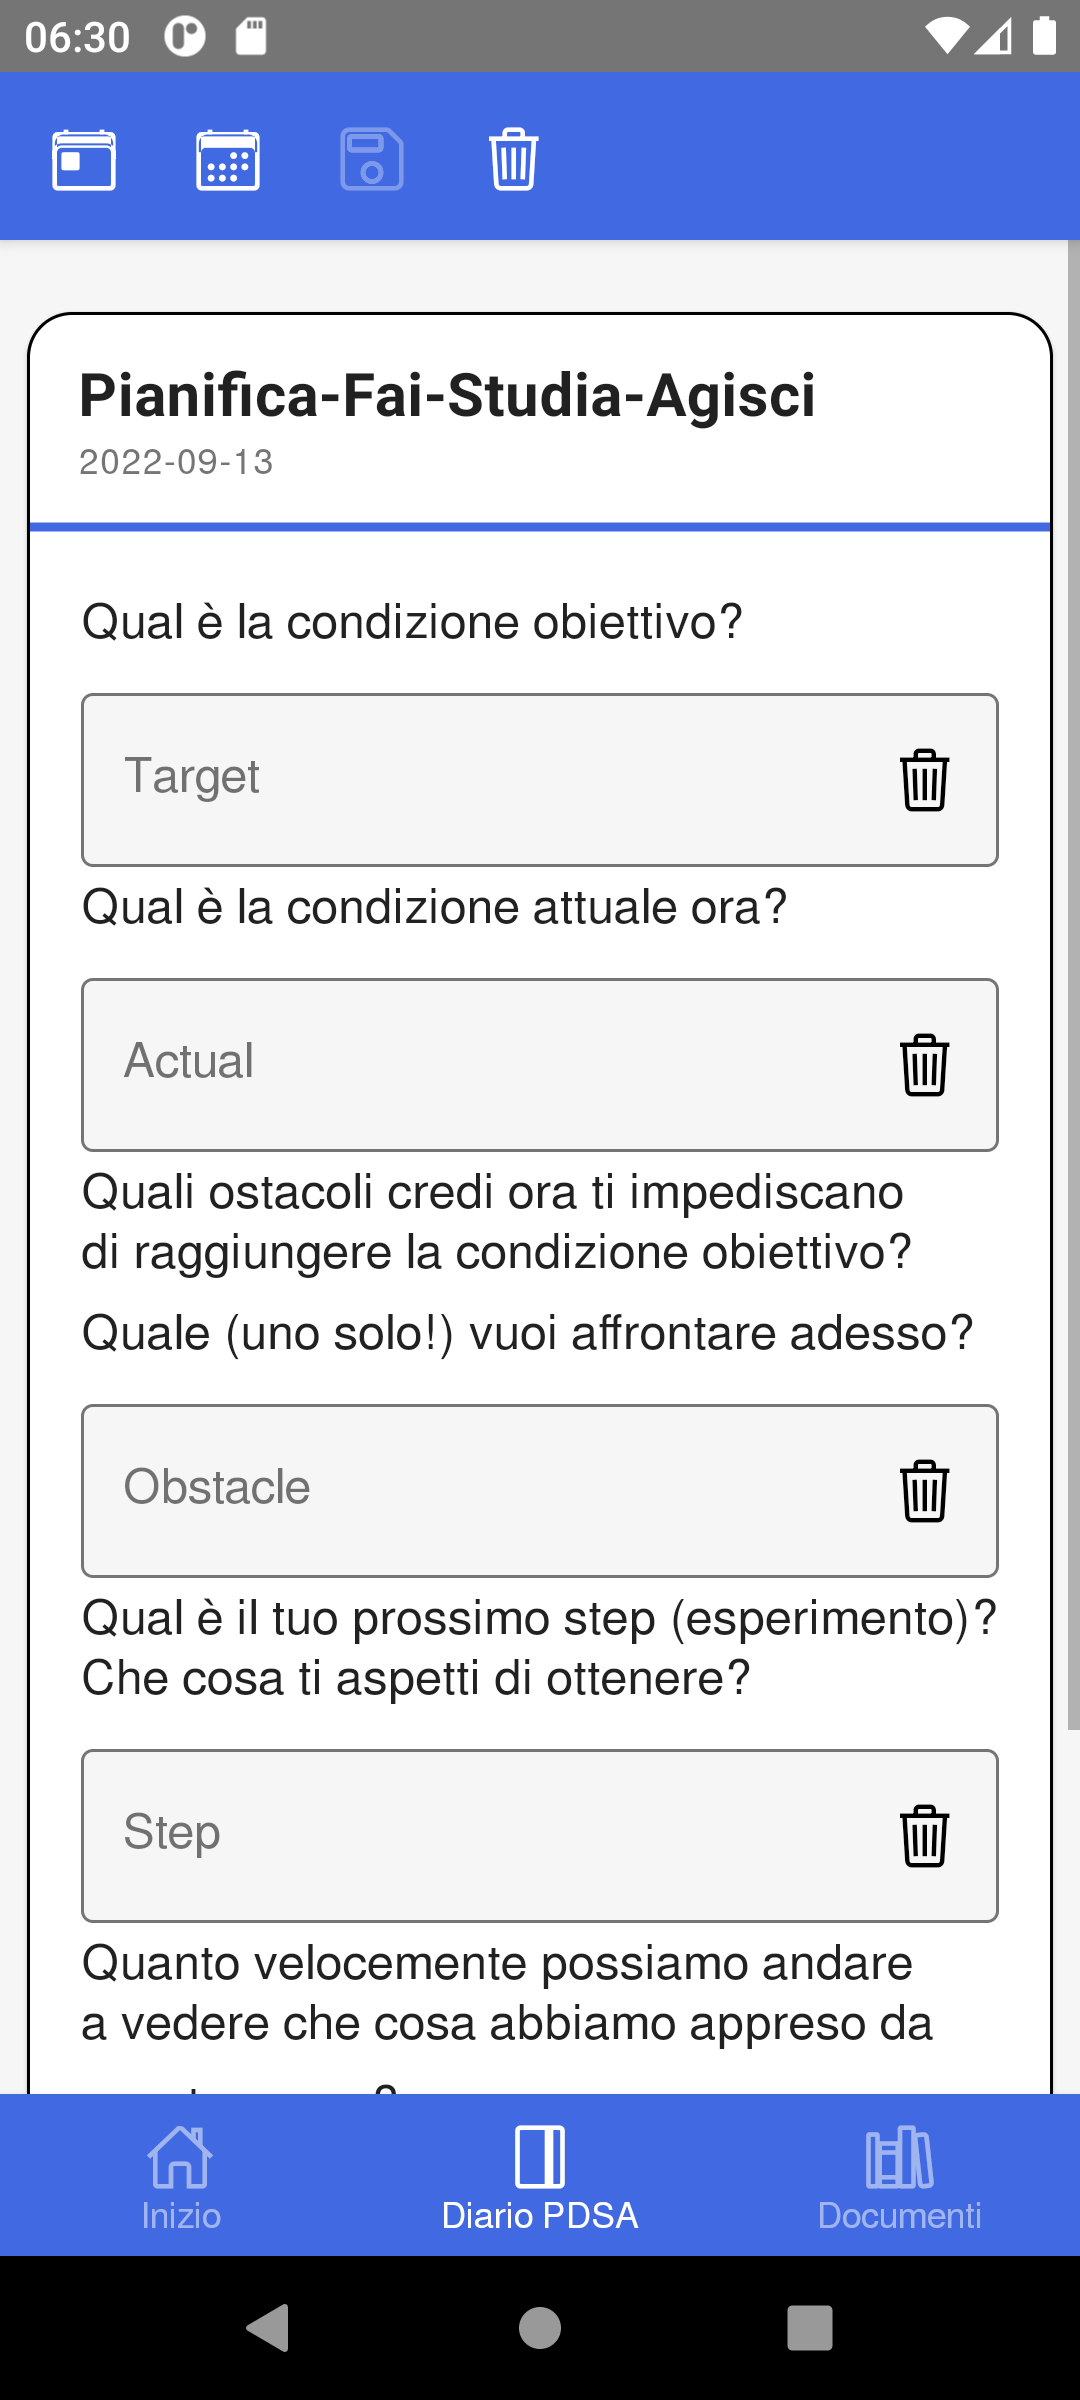 06:30
Pianifica-Fai-Studia-Agisci
2022-09-13
Qual è la condizione obiettivo?
Target
Qual è la condizione attuale ora?
Actual
Quali ostacoli credi ora ti impediscano
di raggiungere la condizione obiettivo?
Quale (uno solo!) vuoi affrontare adesso?
Obstacle
Qual è il tuo prossimo step (esperimento)?
Che cosa ti aspetti di ottenere?
Step
Quanto velocemente possiamo andare
a vedere che cosa abbiamo appreso da
Inizio
Diario PDSA
Documenti